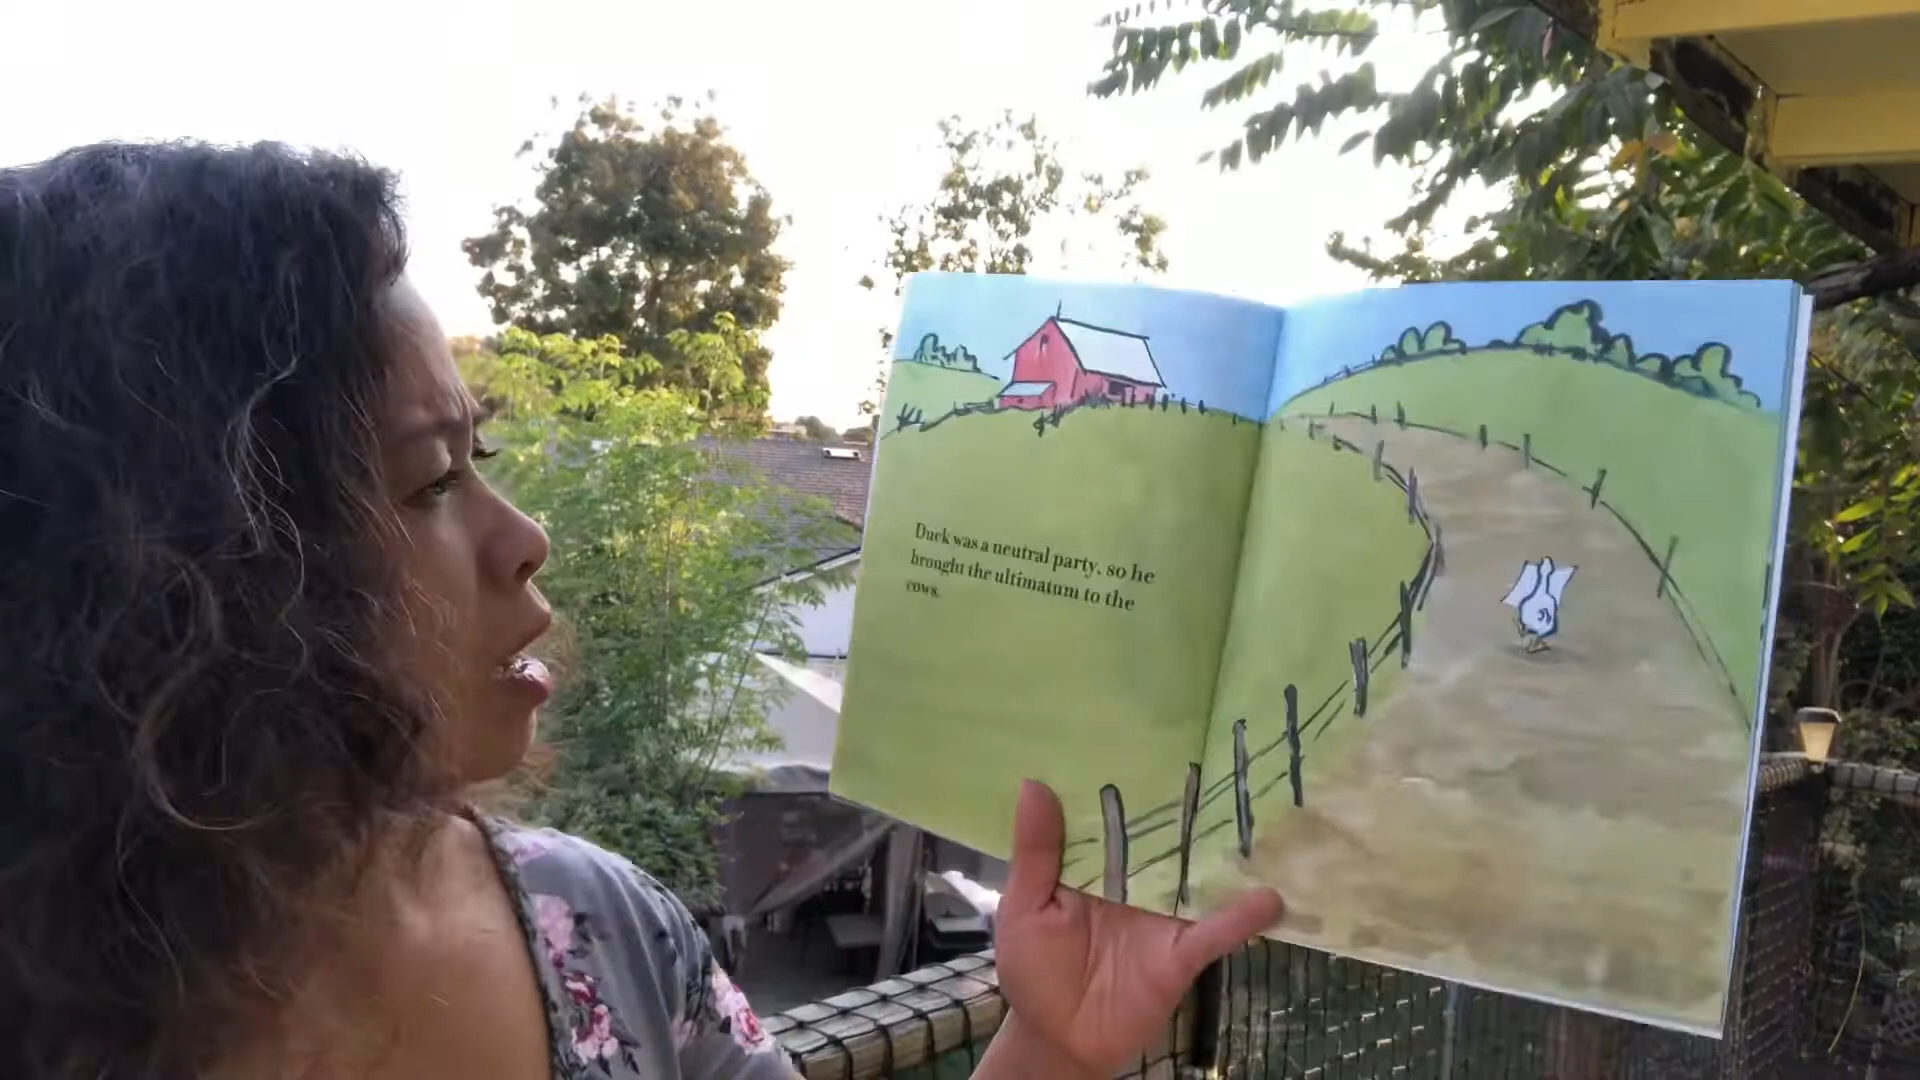 Duck was a neutral party, so he
brought the ultimatum to the
cows.